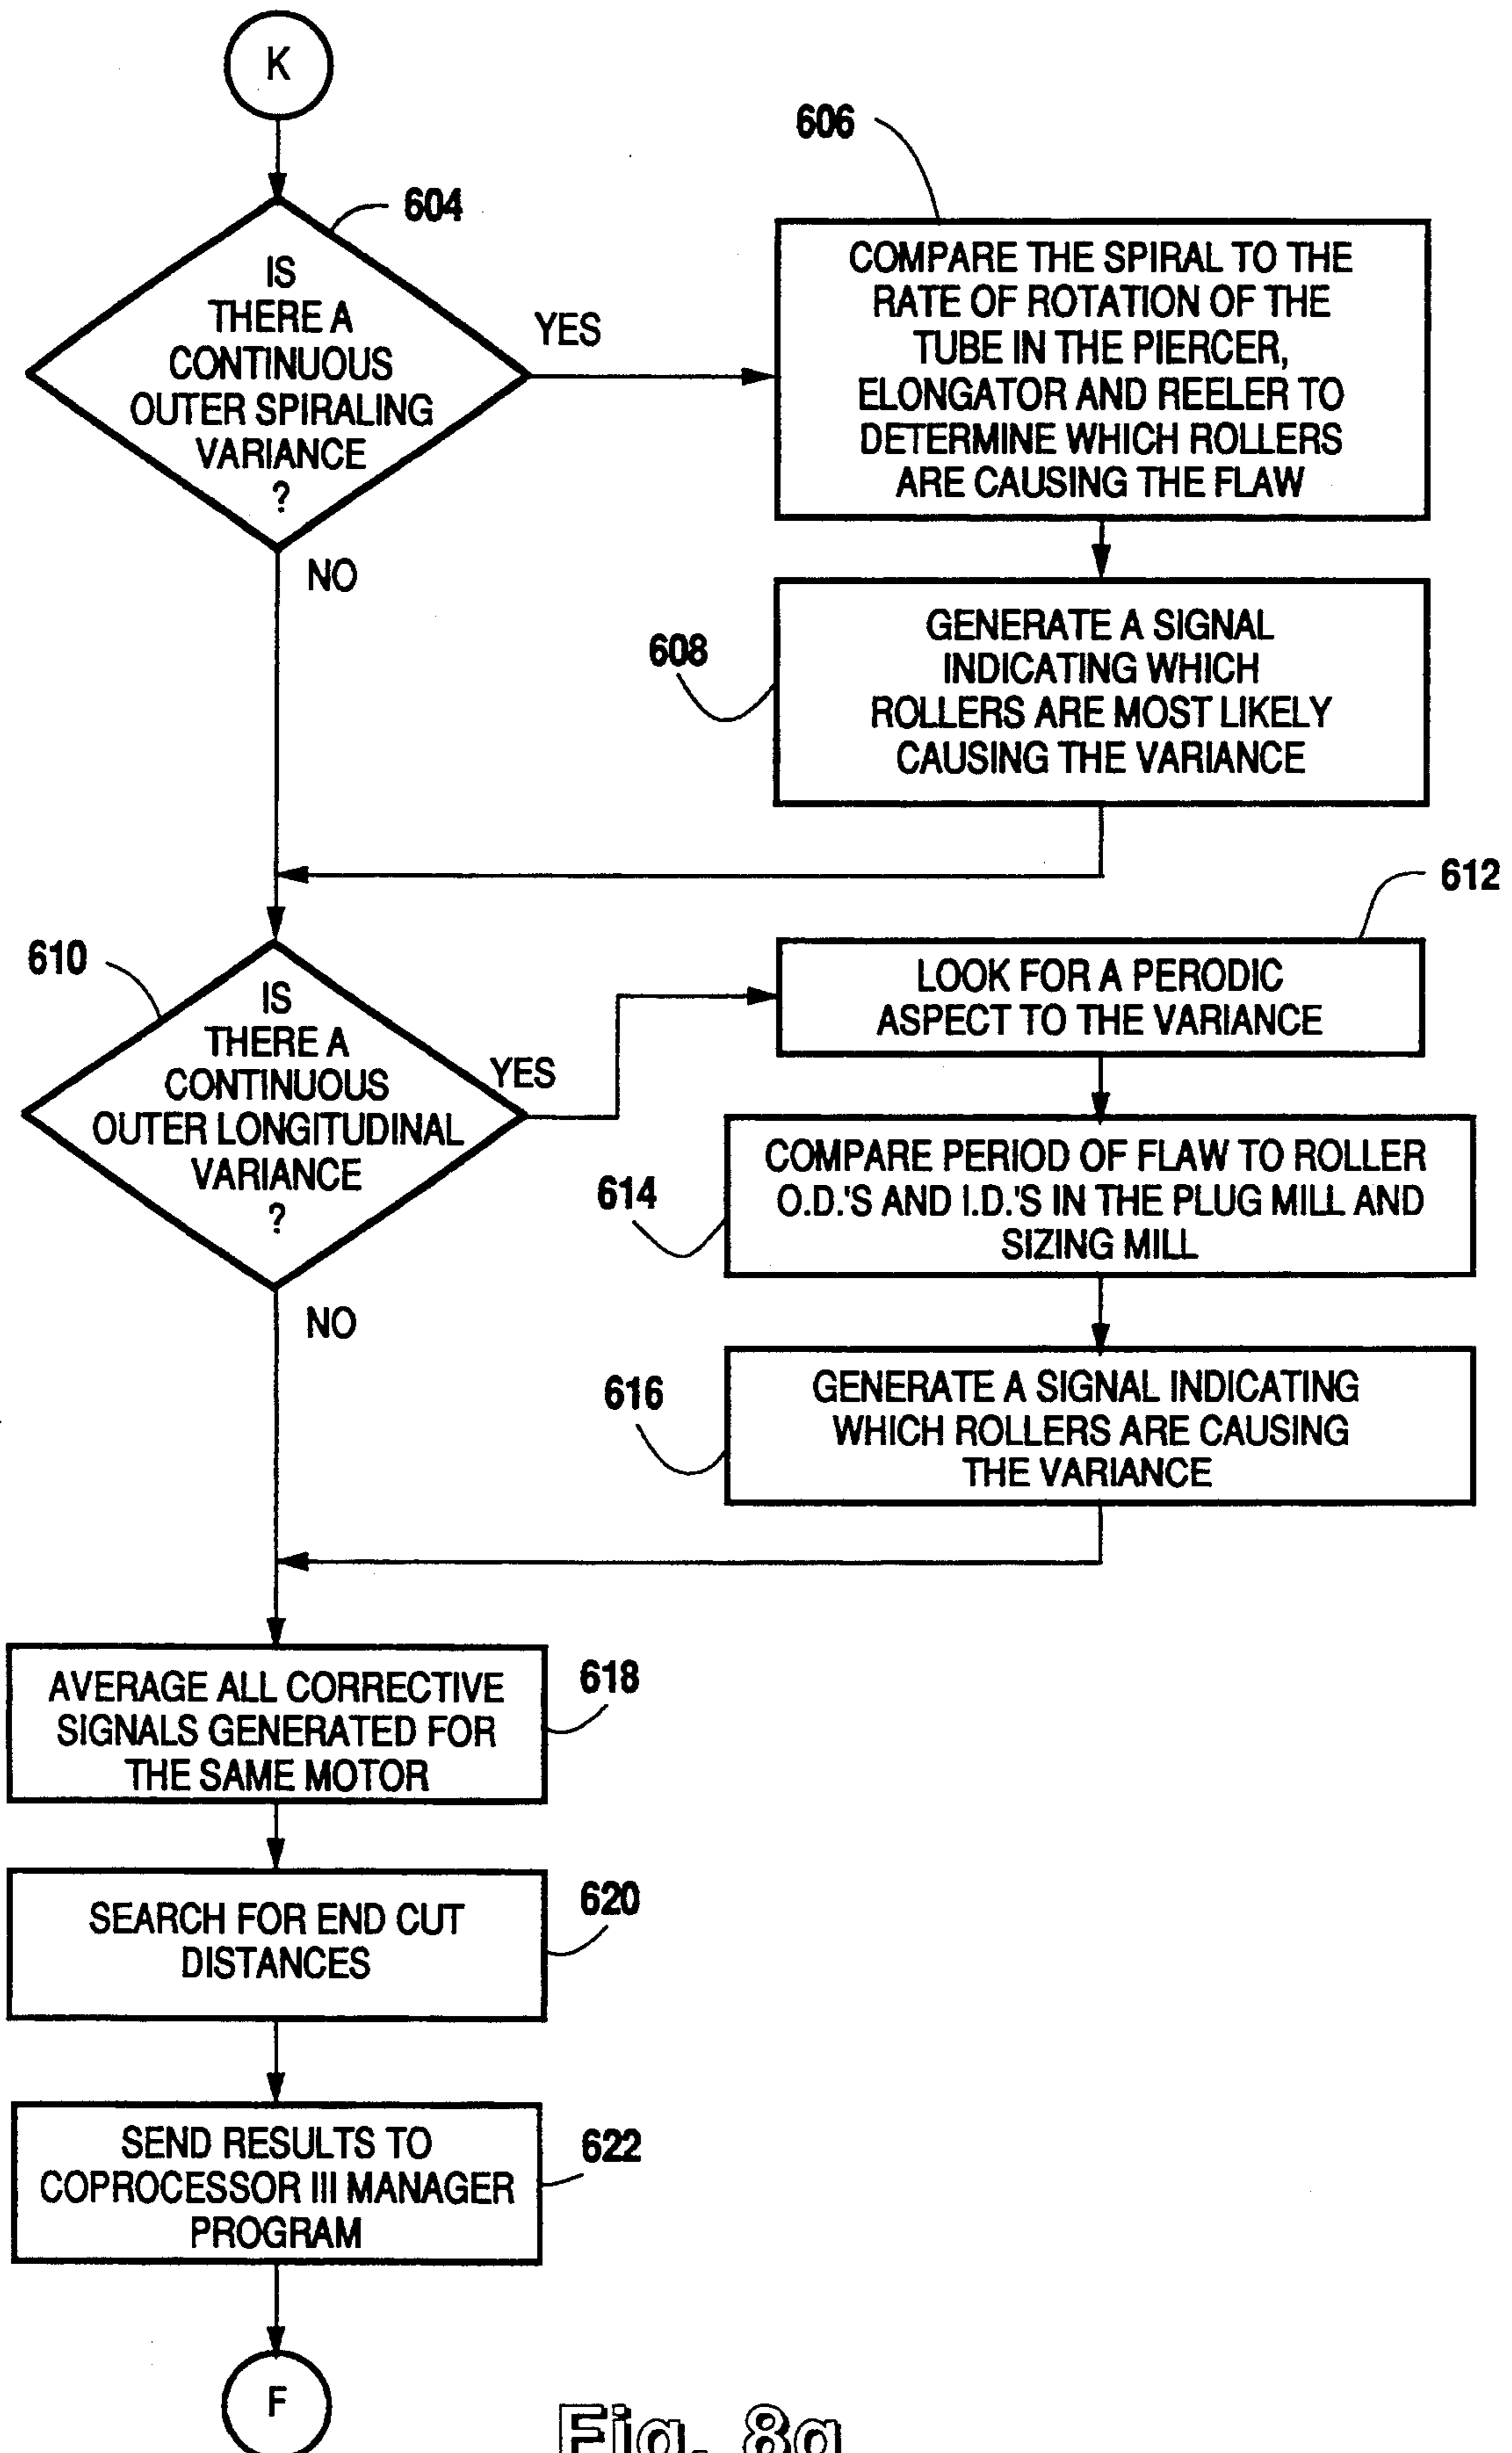 K
604
IS
THERE A
CONTINUOUS
OUTER SPIRALING
VARIANCE
?
YES
NO
606
COMPARE THE SPIRAL TO THE
RATE OF ROTATION OF THE
TUBE IN THE PIERCER,
ELONGATOR AND REELER TO
DETERMINE WHICH ROLLERS
ARE CAUSING THE FLAW
608
GENERATE A SIGNAL
INDICATING WHICH
ROLLERS ARE MOST LIKELY
CAUSING THE VARIANCE
610
IS
THERE A
CONTINUOUS
OUTER LONGITUDINAL
VARIANCE
?
YES
NO
612
LOOK FOR A PERODIC
ASPECT TO THE VARIANCE
614
COMPARE PERIOD OF FLAW TO ROLLER
O.D.'S AND I.D.'S IN THE PLUG MILL AND
SIZING MILL
616
GENERATE A SIGNAL INDICATING
WHICH ROLLERS ARE CAUSING
THE VARIANCE
618
AVERAGE ALL CORRECTIVE
SIGNALS GENERATED FOR
THE SAME MOTOR
620
SEARCH FOR END CUT
DISTANCES
622
SEND RESULTS TO
COPROCESSOR III MANAGER
PROGRAM
F
Fig.